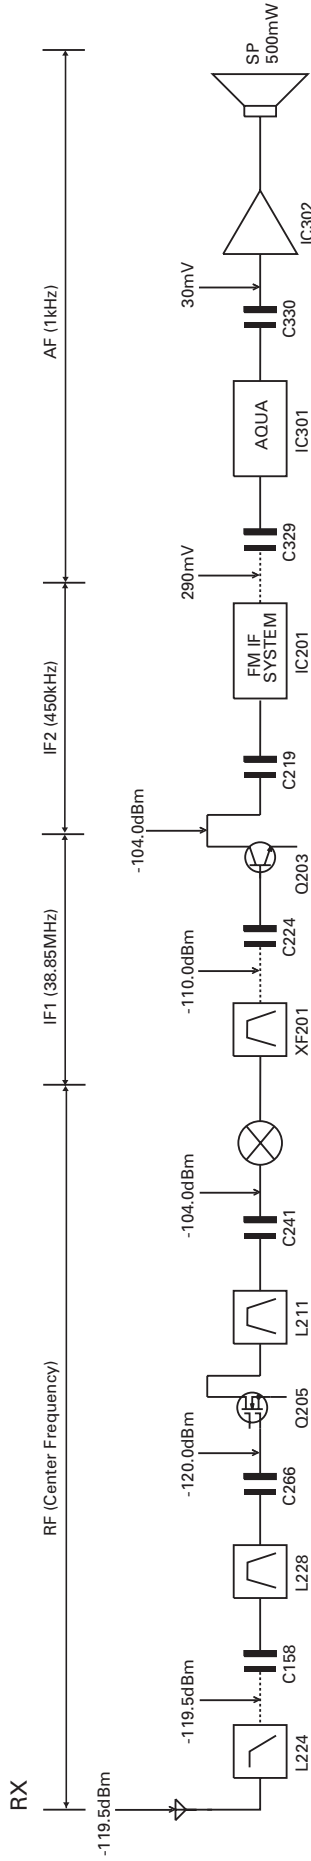 RX
RF (Center Frequency)
IF1 (38.85MHz)
IF2 (450kHz)
AF (1kHz)
-119.5dBm
-119.5dBm
-120.0dBm
-104.0dBm
-110.0dBm
-104.0dBm
290mV
30mV
SP
500mW
L224
C158
L228
C266
Q205
L211
C241
XF201
C224
Q203
C219
FM IF
SYSTEM
IC201
C329
AQUA
IC301
C330
IC302